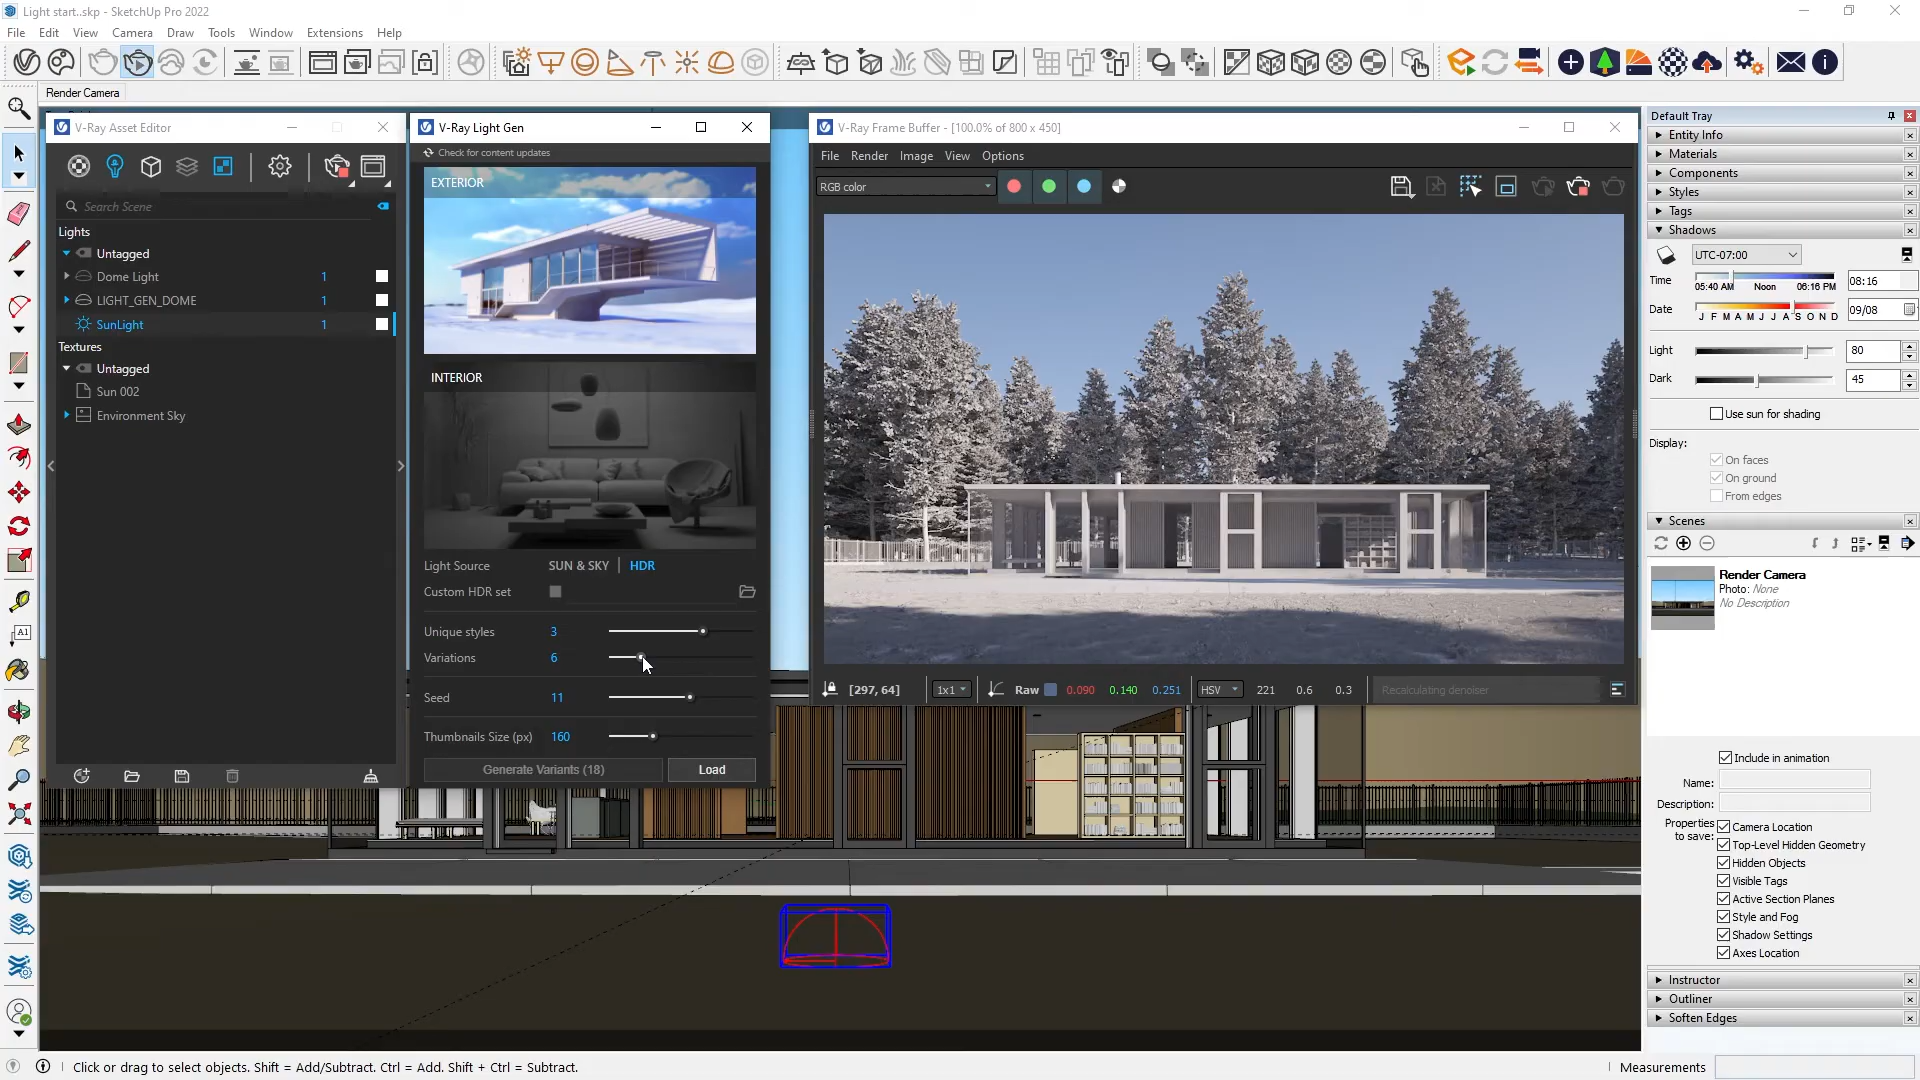 Light start..skp - SketchUp Pro 2022
File Edit View Camera Draw Tools Window Extensions Help
Render Camera
V-Ray Asset Editor
Search Scene
Lights
Untagged
Dome Light 1
LIGHT_GEN_DOME 1
SunLight 1
Textures
Untagged
Sun 002
Environment Sky
V-Ray Light Gen
Check for content updates
EXTERIOR
INTERIOR
Light Source SUN & SKY | HDR
Custom HDR set
Unique styles 3
Variations 6
Seed 11
Thumbnails Size (px) 160
Generate Variants (18) Load
V-Ray Frame Buffer - [100.0% of 800 x 450]
File Render Image View Options
RGB color
[297, 64] 1x1 Raw 0.090 0.140 0.251 HSV 221 0.6 0.3 Recalculating denoiser
Default Tray
Entity Info
Materials
Components
Styles
Tags
Shadows
UTC-07:00
Time 08:16
05:40 AM Noon 06:16 PM
Date 09/08
J F M A M J J A S O N D
Light 80
Dark 45
Use sun for shading
Display:
On faces
On ground
From edges
Scenes
Render Camera
Photo: None
No Description
Include in animation
Name:
Description:
Properties to save:
Camera Location
Top-Level Hidden Geometry
Hidden Objects
Visible Tags
Active Section Planes
Style and Fog
Shadow Settings
Axes Location
Instructor
Outliner
Soften Edges
A1
Click or drag to select objects. Shift = Add/Subtract. Ctrl = Add. Shift + Ctrl = Subtract.
Measurements